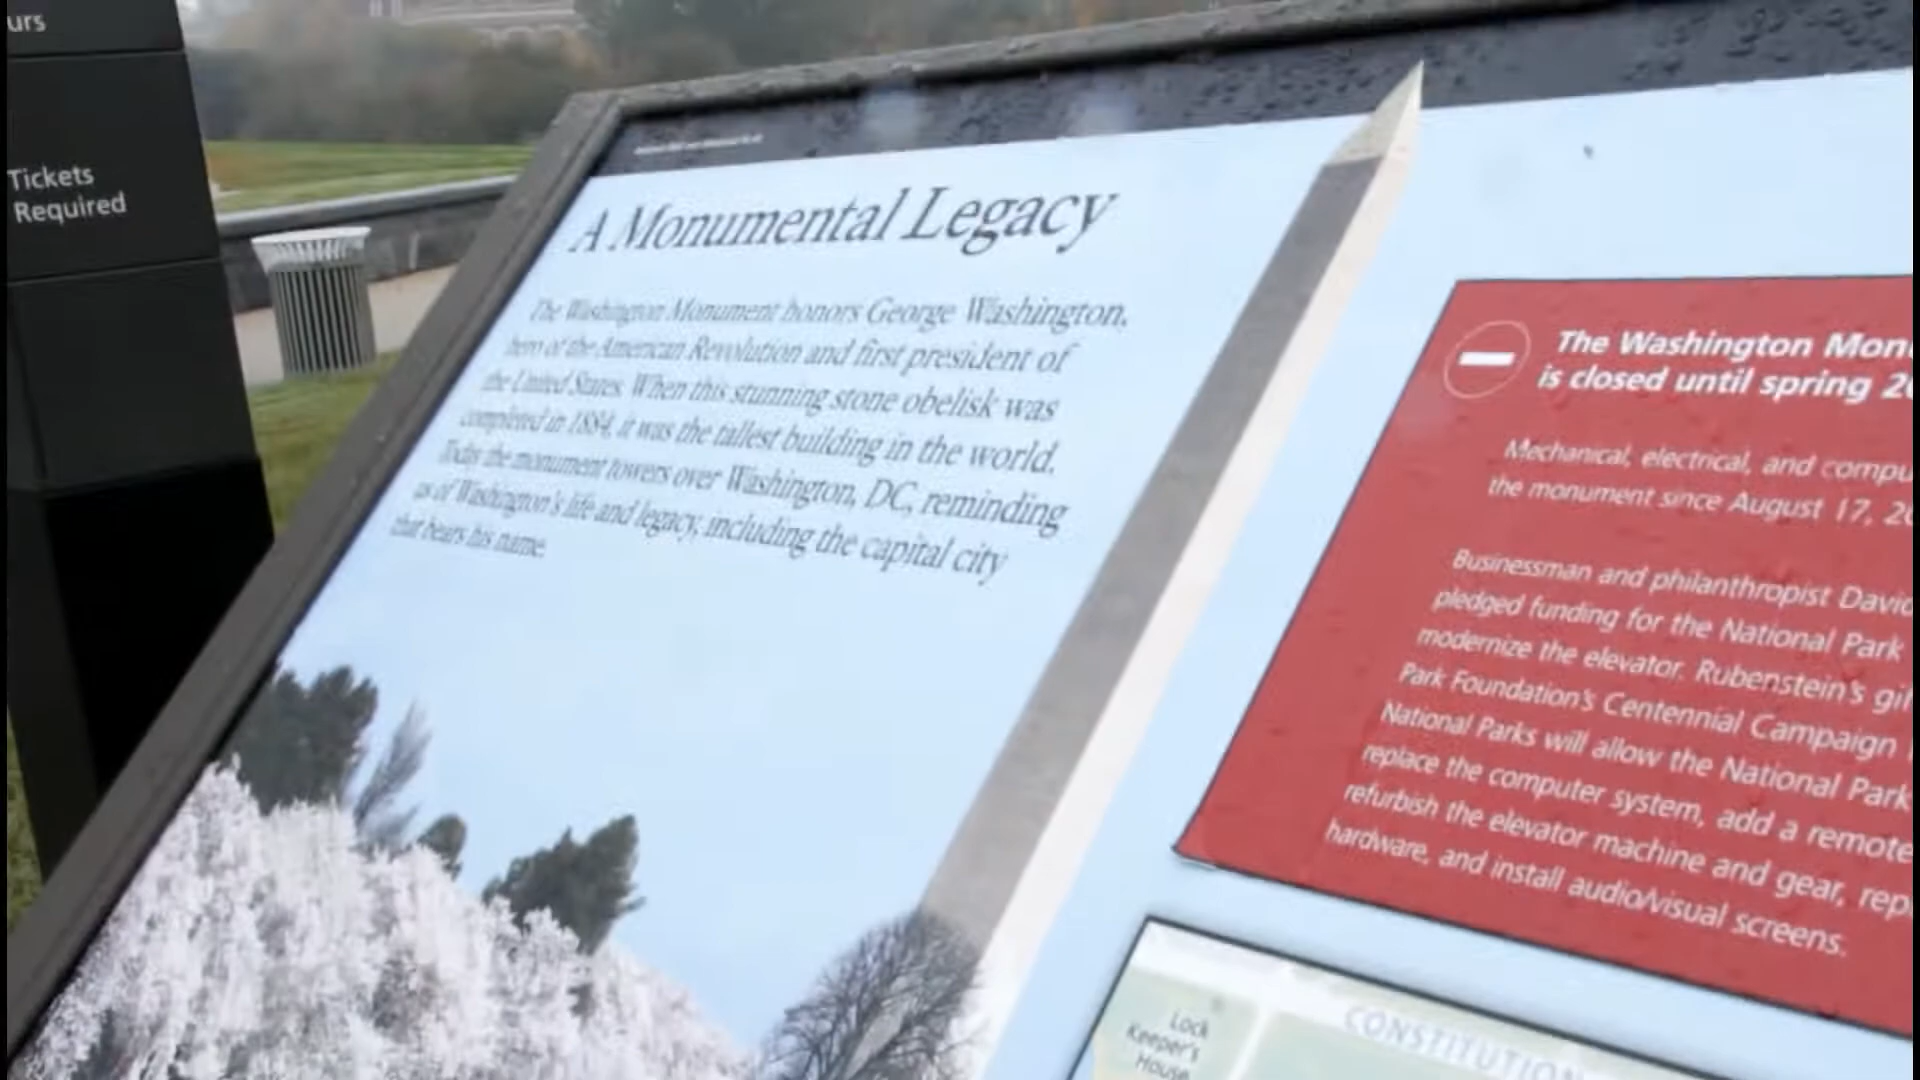 urs
Tickets
Required
A Monumental Legacy
The Washington Monument honors George Washington,
hero of the American Revolution and first president of
the United States. When this stunning stone obelisk was
completed in 1884, it was the tallest building in the world.
Today the monument towers over Washington, DC, reminding
us of Washington's life and legacy, including the capital city
that bears his name.
The Washington Mon
is closed until spring 20
Mechanical, electrical, and compu
the monument since August 17, 20
Businessman and philanthropist David
pledged funding for the National Park
modernize the elevator. Rubenstein's gif
Park Foundation's Centennial Campaign
National Parks will allow the National Park
replace the computer system, add a remote
refurbish the elevator machine and gear, rep
hardware, and install audio/visual screens.
Lock
Keeper's
House
CONSTITUTION